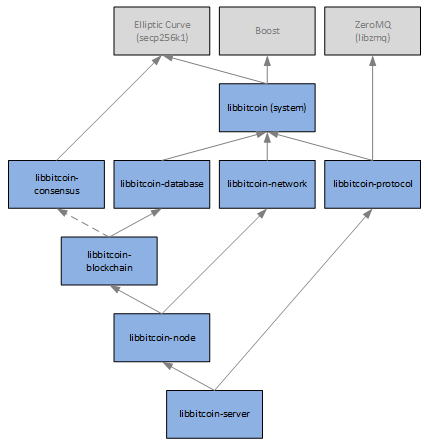 Elliptic Curve
(secp256k1)
Boost
ZeroMQ
(libzmq)
libbitcoin (system)
libbitcoin-
consensus
libbitcoin-database
libbitcoin-network
libbitcoin-protocol
libbitcoin-
blockchain
libbitcoin-node
libbitcoin-server